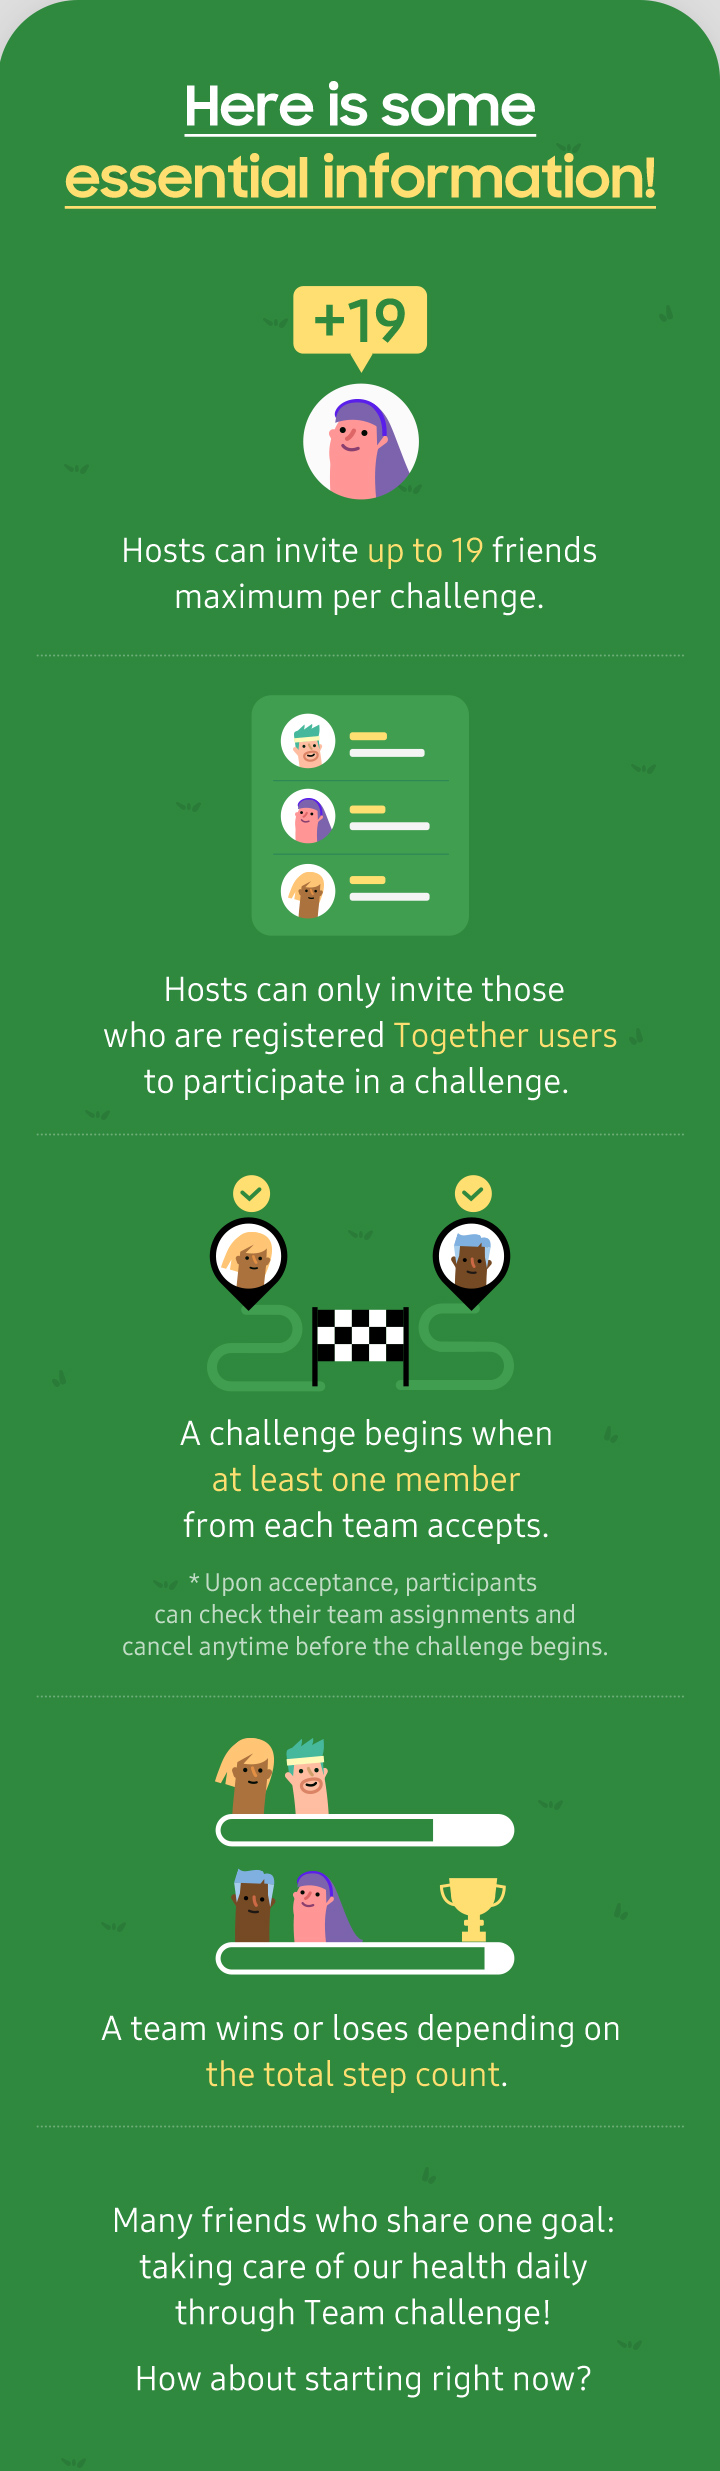 Here is some
essential information!
+19
Hosts can invite up to 19 friends
maximum per challenge.
Hosts can only invite those
who are registered Together users
to participate in a challenge.
A challenge begins when
at least one member
from each team accepts.
* Upon acceptance, participants
can check their team assignments and
cancel anytime before the challenge begins.
A team wins or loses depending on
the total step count.
Many friends who share one goal:
taking care of our health daily
through Team challenge!
How about starting right now?